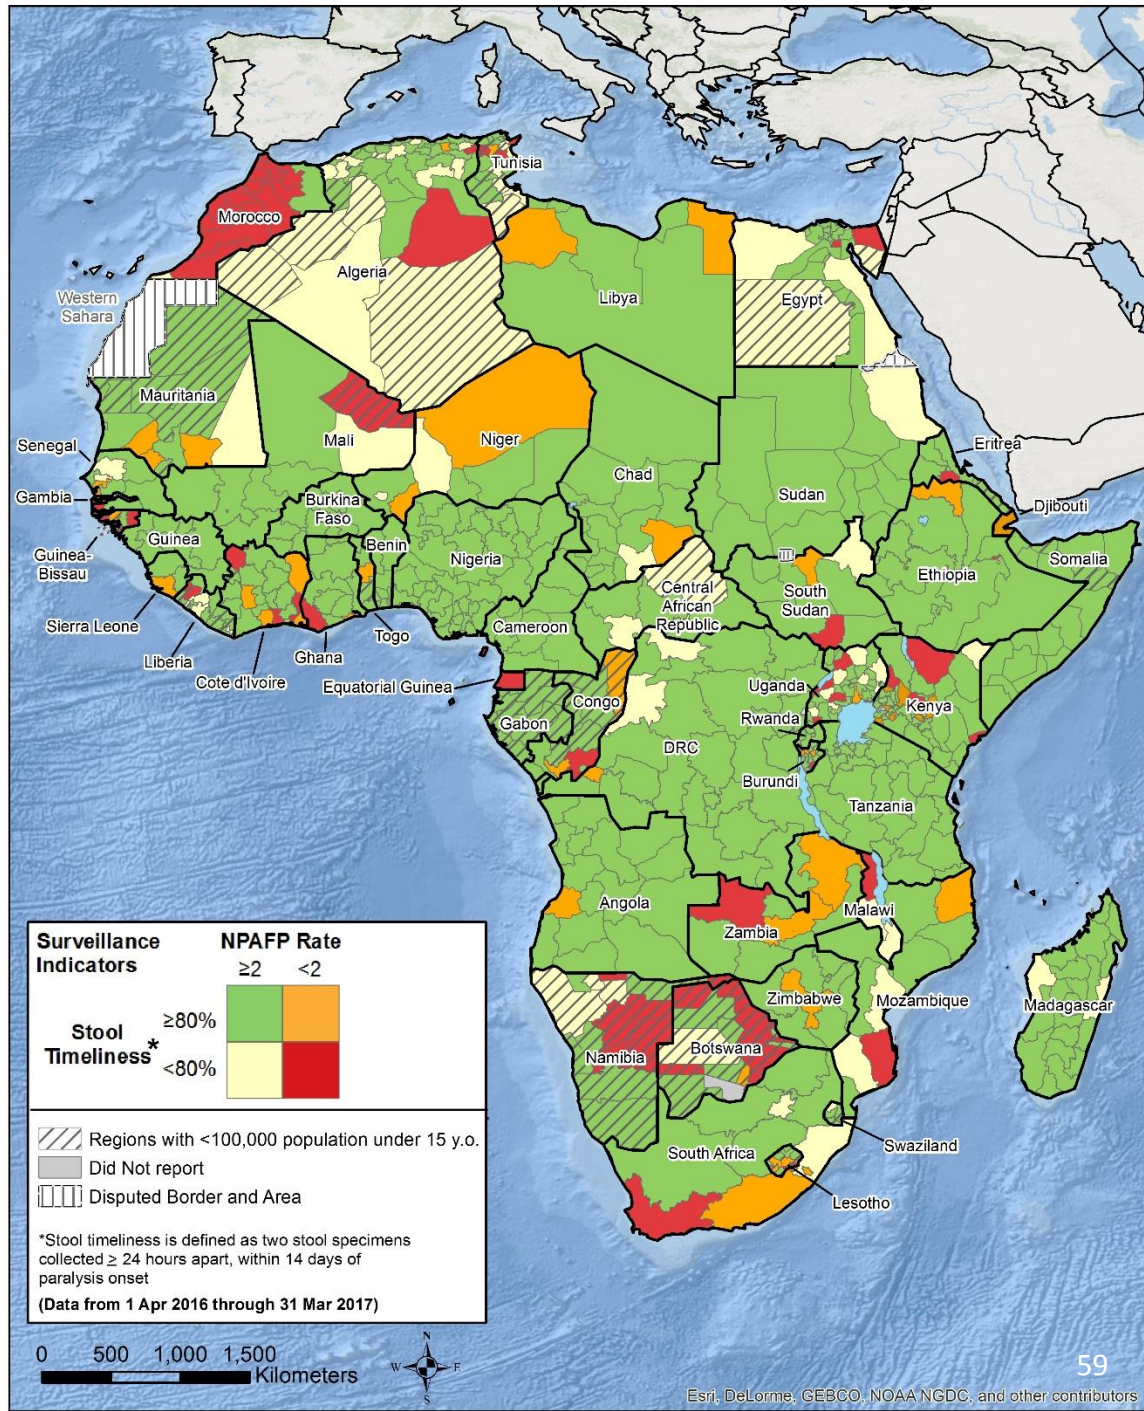 Tunisia
Morocco
Algeria
Libya
Egypt
Western
Sahara
Mauritania
Mali
Niger
Chad
Sudan
Eritrea
Senegal
Gambia
Burkina
Faso
Djibouti
Guinea
Benin
Nigeria
Ethiopia
Somalia
Guinea-
Bissau
South
Sudan
Central
African
Republic
Cameroon
Sierra Leone
Togo
Liberia
Ghana
Cote d'Ivoire
Equatorial Guinea
Uganda
Kenya
Congo
Gabon
Rwanda
DRC
Burundi
Tanzania
Angola
Malawi
Zambia
Zimbabwe
Mozambique
Madagascar
Namibia
Botswana
South Africa
Swaziland
Lesotho
Surveillance
Indicators
NPAFP Rate
≥2 <2
Stool
Timeliness*
≥80%
<80%
Regions with <100,000 population under 15 y.o.
Did Not report
Disputed Border and Area
*Stool timeliness is defined as two stool specimens
collected ≥ 24 hours apart, within 14 days of
paralysis onset
(Data from 1 Apr 2016 through 31 Mar 2017)
0 500 1,000 1,500
Kilometers
N
W E
S
59
Esri, DeLorme, GEBCO, NOAA NGDC, and other contributors